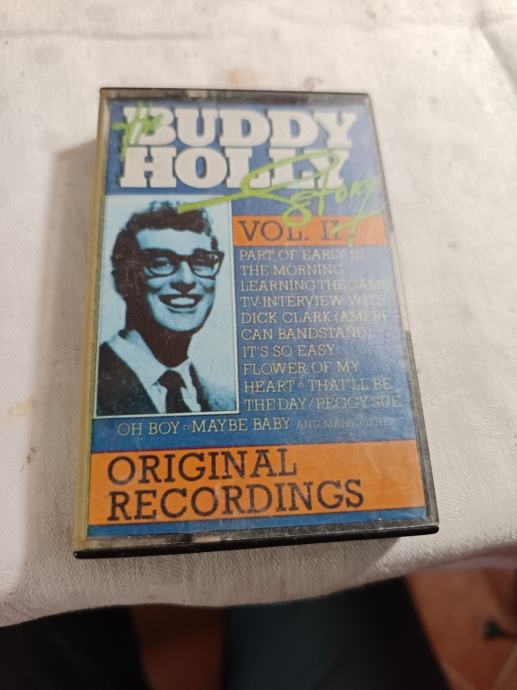 the BUDDY
HOLLY
Story
VOL. II
PART OF EARLY IN
THE MORNING
LEARNING THE GAME
TV-INTERVIEW WITH
DICK CLARK (AMERI
CAN BANDSTAND)
IT'S SO EASY
FLOWER OF MY
HEART THAT'LL BE
THE DAY/PEGGY SUE
OH BOY MAYBE BABY AND MANY OTHER
ORIGINAL
RECORDINGS